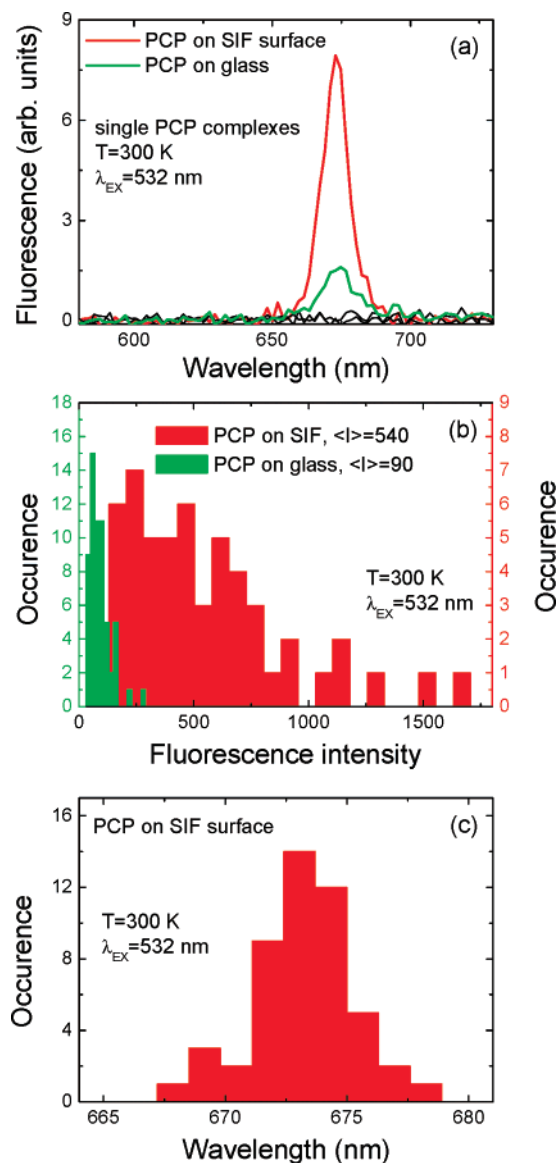 PCP on SIF surface
PCP on glass
(a)
single PCP complexes
T=300 K
λEX=532 nm
9
6
3
0
Fluorescence (arb. units)
600 650 700
Wavelength (nm)
(b)
PCP on SIF, <I>=540
PCP on glass, <I>=90
T=300 K
λEX=532 nm
18
16
14
12
10
8
6
4
2
0
Occurence
9
8
7
6
5
4
3
2
1
0
Occurence
0 500 1000 1500
Fluorescence intensity
PCP on SIF surface
(c)
T=300 K
λEX=532 nm
16
12
8
4
0
Occurence
665 670 675 680
Wavelength (nm)